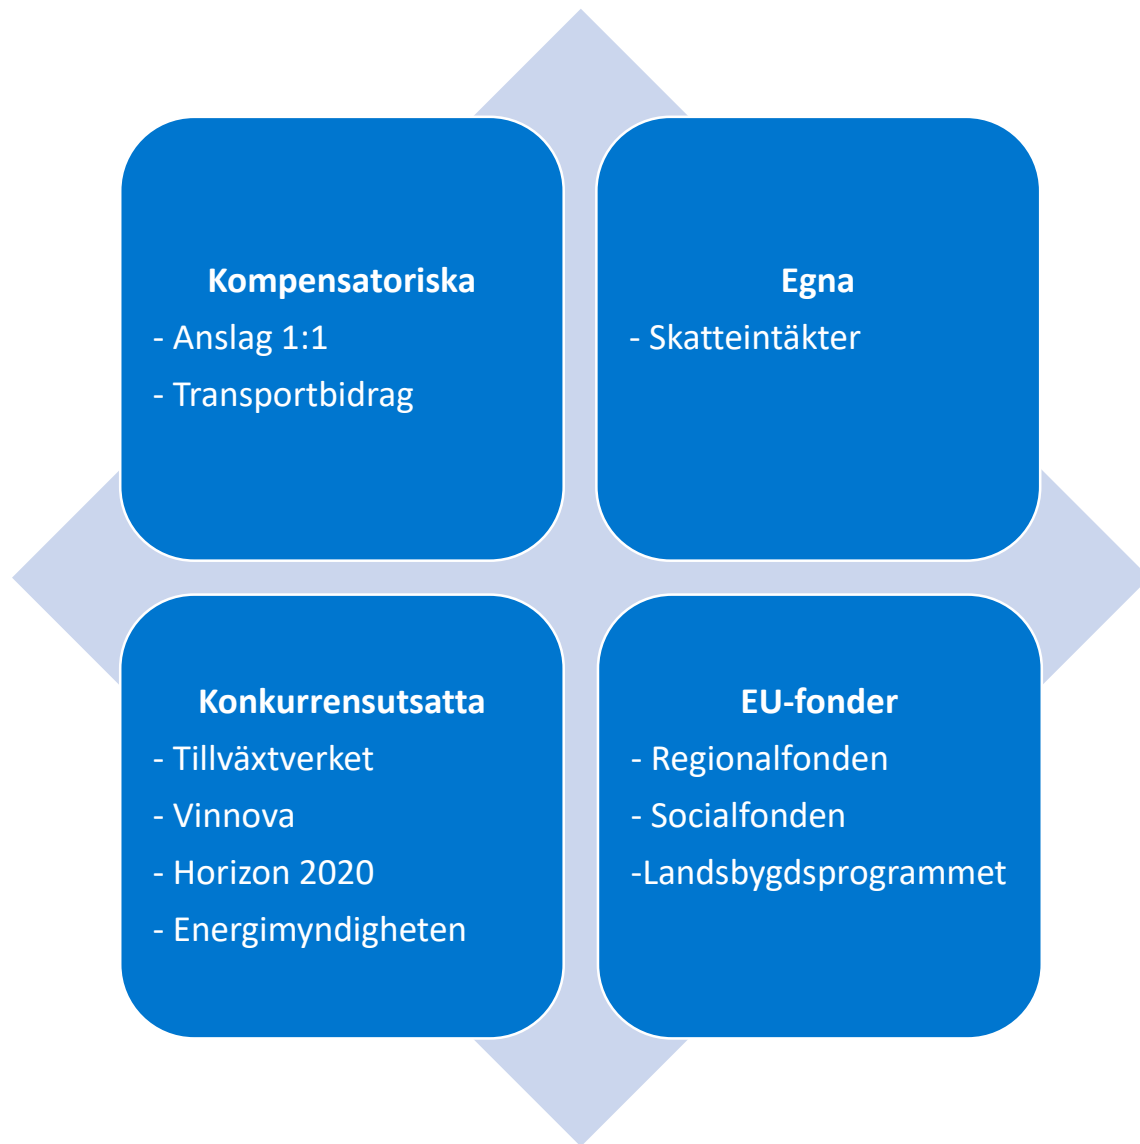 Kompensatoriska
- Anslag 1:1
- Transportbidrag
Egna
- Skatteintäkter
Konkurrensutsatta
- Tillväxtverket
- Vinnova
- Horizon 2020
- Energimyndigheten
EU-fonder
- Regionalfonden
- Socialfonden
-Landsbygdsprogrammet